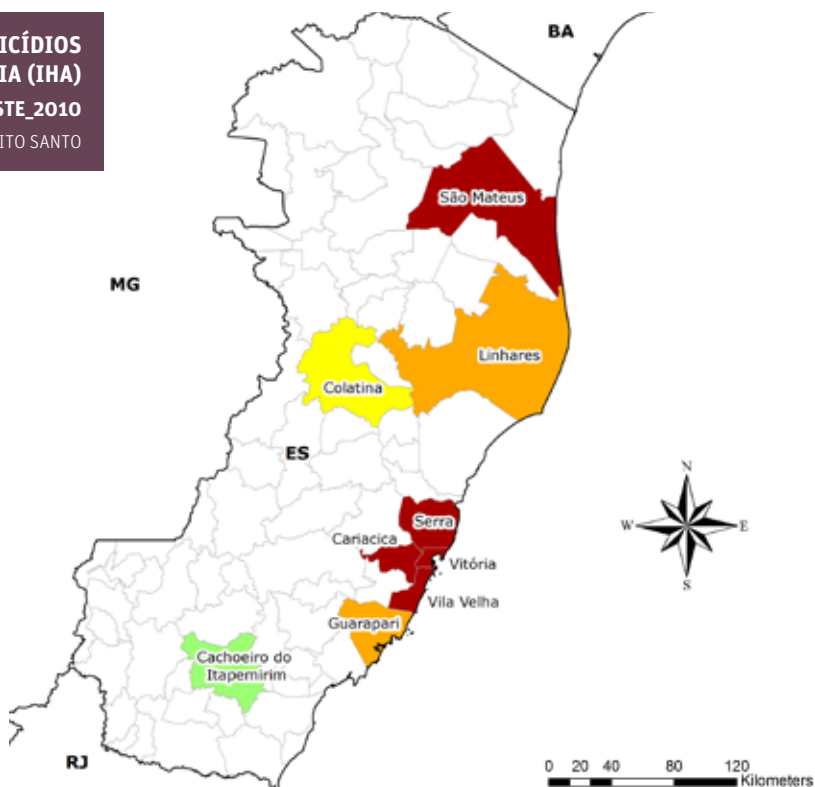 ICÍDIOS
IA (IHA)
STE_2010
ITO SANTO
BA
São Mateus
MG
Linhares
Colatina
ES
N
W
E
S
Serra
Cariacica
Vitória
Vila Velha
Guarapari
Cachoeiro do
Itapemirim
RJ
0 20 40 80 120
Kilometers